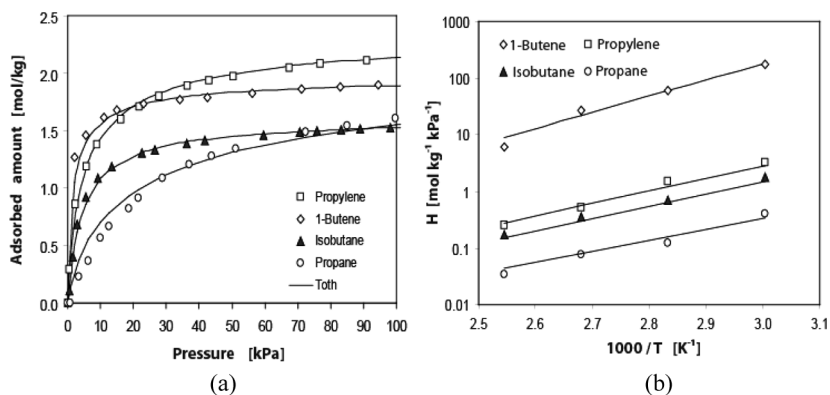 (a)
2.5
2.0
1.5
1.0
0.5
0.0
Adsorbed amount [mol/kg]
Propylene
1-Butene
Isobutane
Propane
Toth
0 10 20 30 40 50 60 70 80 90 100
Pressure [kPa]
(a)
(b)
1000
100
10
1
0.1
0.01
H [mol kg-1 kPa-1]
1-Butene Propylene
Isobutane Propane
2.5 2.6 2.7 2.8 2.9 3.0 3.1
1000/T [K-1]
(b)